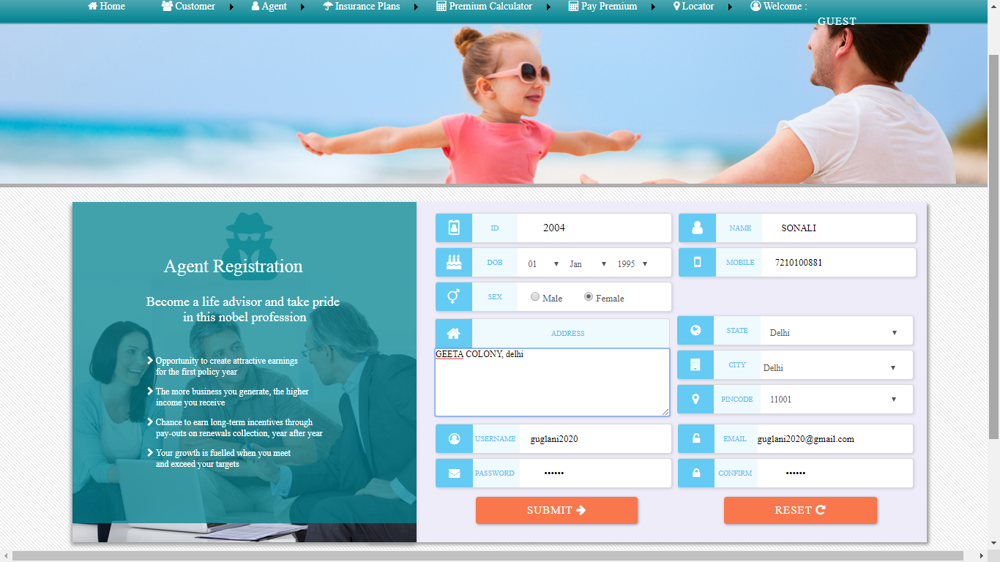 Home Customer Agent Insurance Plans Premium Calculator Pay Premium Locator Welcome :
GUEST
Agent Registration
Become a life advisor and take pride
in this nobel profession
Opportunity to create attractive earnings
for the first policy year
The more business you generate, the higher
income you receive
Chance to earn long-term incentives through
pay-outs on renewals collection, year after year
Your growth is fuelled when you meet
and exceed your targets
ID 2004 NAME SONALI
DOB 01 Jan 1995 MOBILE 7210100881
SEX Male Female
ADDRESS
GEETA COLONY, delhi
STATE Delhi
CITY Delhi
PINCODE 11001
USERNAME guglani2020 EMAIL guglani2020@gmail.com
PASSWORD •••••• CONFIRM ••••••
SUBMIT RESET